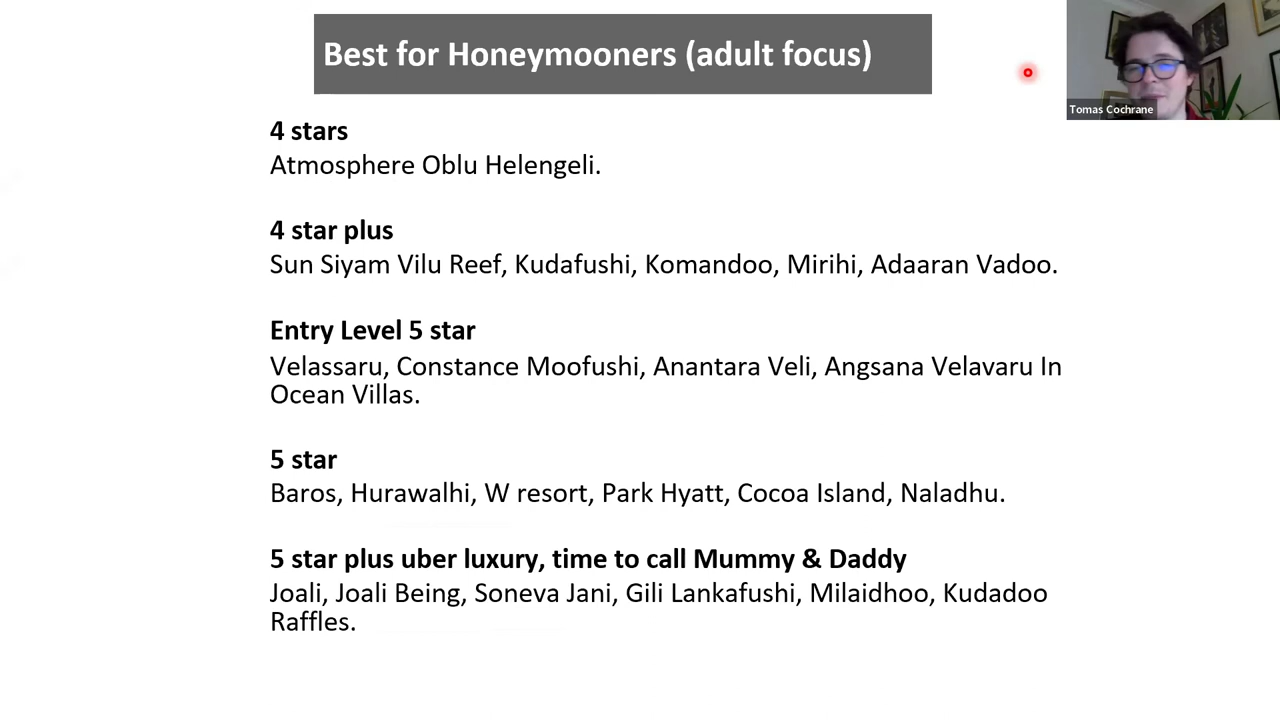 Best for Honeymooners (adult focus)
Tomas Cochrane
4 stars
Atmosphere Oblu Helengeli.
4 star plus
Sun Siyam Vilu Reef, Kudafushi, Komandoo, Mirihi, Adaaran Vadoo.
Entry Level 5 star
Velassaru, Constance Moofushi, Anantara Veli, Angsana Velavaru In
Ocean Villas.
5 star
Baros, Hurawalhi, W resort, Park Hyatt, Cocoa Island, Naladhu.
5 star plus uber luxury, time to call Mummy & Daddy
Joali, Joali Being, Soneva Jani, Gili Lankafushi, Milaidhoo, Kudadoo
Raffles.